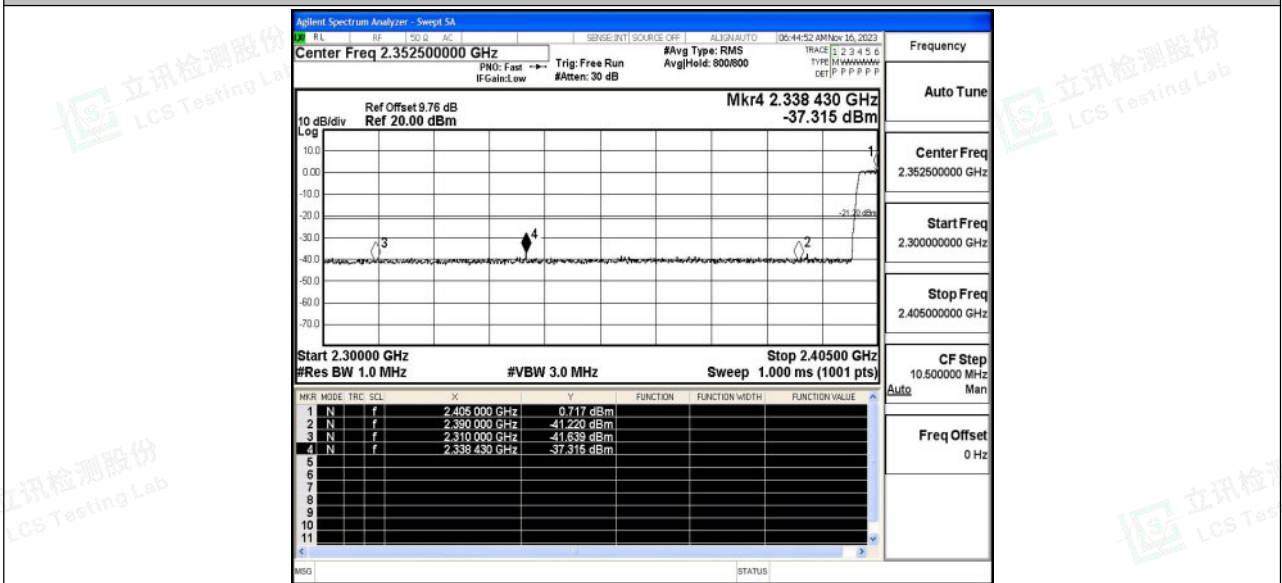 Agilent Spectrum Analyzer - Swept SA
RL RF 50 Ω AC SENSE:INT SOURCE OFF ALIGNAUTO 06:44:52 AM Nov 16, 2023
Center Freq 2.352500000 GHz
PNO: Fast
IFGain:Low
Trig: Free Run
#Atten: 30 dB
#Avg Type: RMS
Avg|Hold: 800/800
TRACE 1 2 3 4 5 6
TYPE M WWWWW
DET P P P P P P
Ref Offset 9.76 dB
10 dB/div Ref 20.00 dBm
Log
Mkr4 2.338 430 GHz
-37.315 dBm
10.0
0.00
-10.0
-20.0
-30.0
-40.0
-50.0
-60.0
-70.0
1
-21.20 dBm
3
4
2
Start 2.30000 GHz Stop 2.40500 GHz
#Res BW 1.0 MHz #VBW 3.0 MHz Sweep 1.000 ms (1001 pts)
MKR MODE TRC SCL X Y FUNCTION FUNCTION WIDTH FUNCTION VALUE
1 N f 2.405 000 GHz 0.717 dBm
2 N f 2.390 000 GHz -41.220 dBm
3 N f 2.310 000 GHz -41.639 dBm
4 N f 2.338 430 GHz -37.315 dBm
5
6
7
8
9
10
11
MSG STATUS
Frequency
Auto Tune
Center Freq
2.352500000 GHz
Start Freq
2.300000000 GHz
Stop Freq
2.405000000 GHz
CF Step
10.500000 MHz
Auto Man
Freq Offset
0 Hz
立讯检测股份
LCS Testing Lab
立讯检测股份
LCS Testing Lab
立讯检测股份
LCS Testing Lab
立讯检
LCS Tes